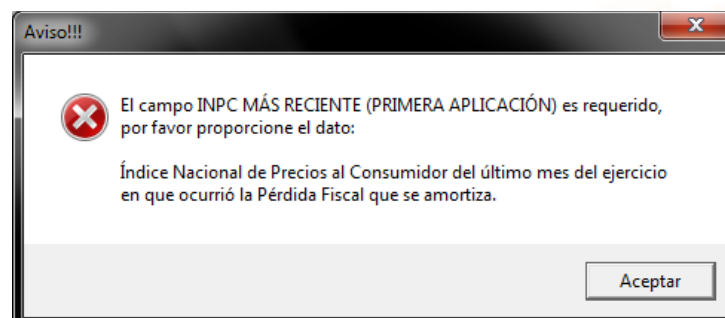 Aviso!!!
El campo INPC MÁS RECIENTE (PRIMERA APLICACIÓN) es requerido,
por favor proporcione el dato:
Índice Nacional de Precios al Consumidor del último mes del ejercicio
en que ocurrió la Pérdida Fiscal que se amortiza.
Aceptar